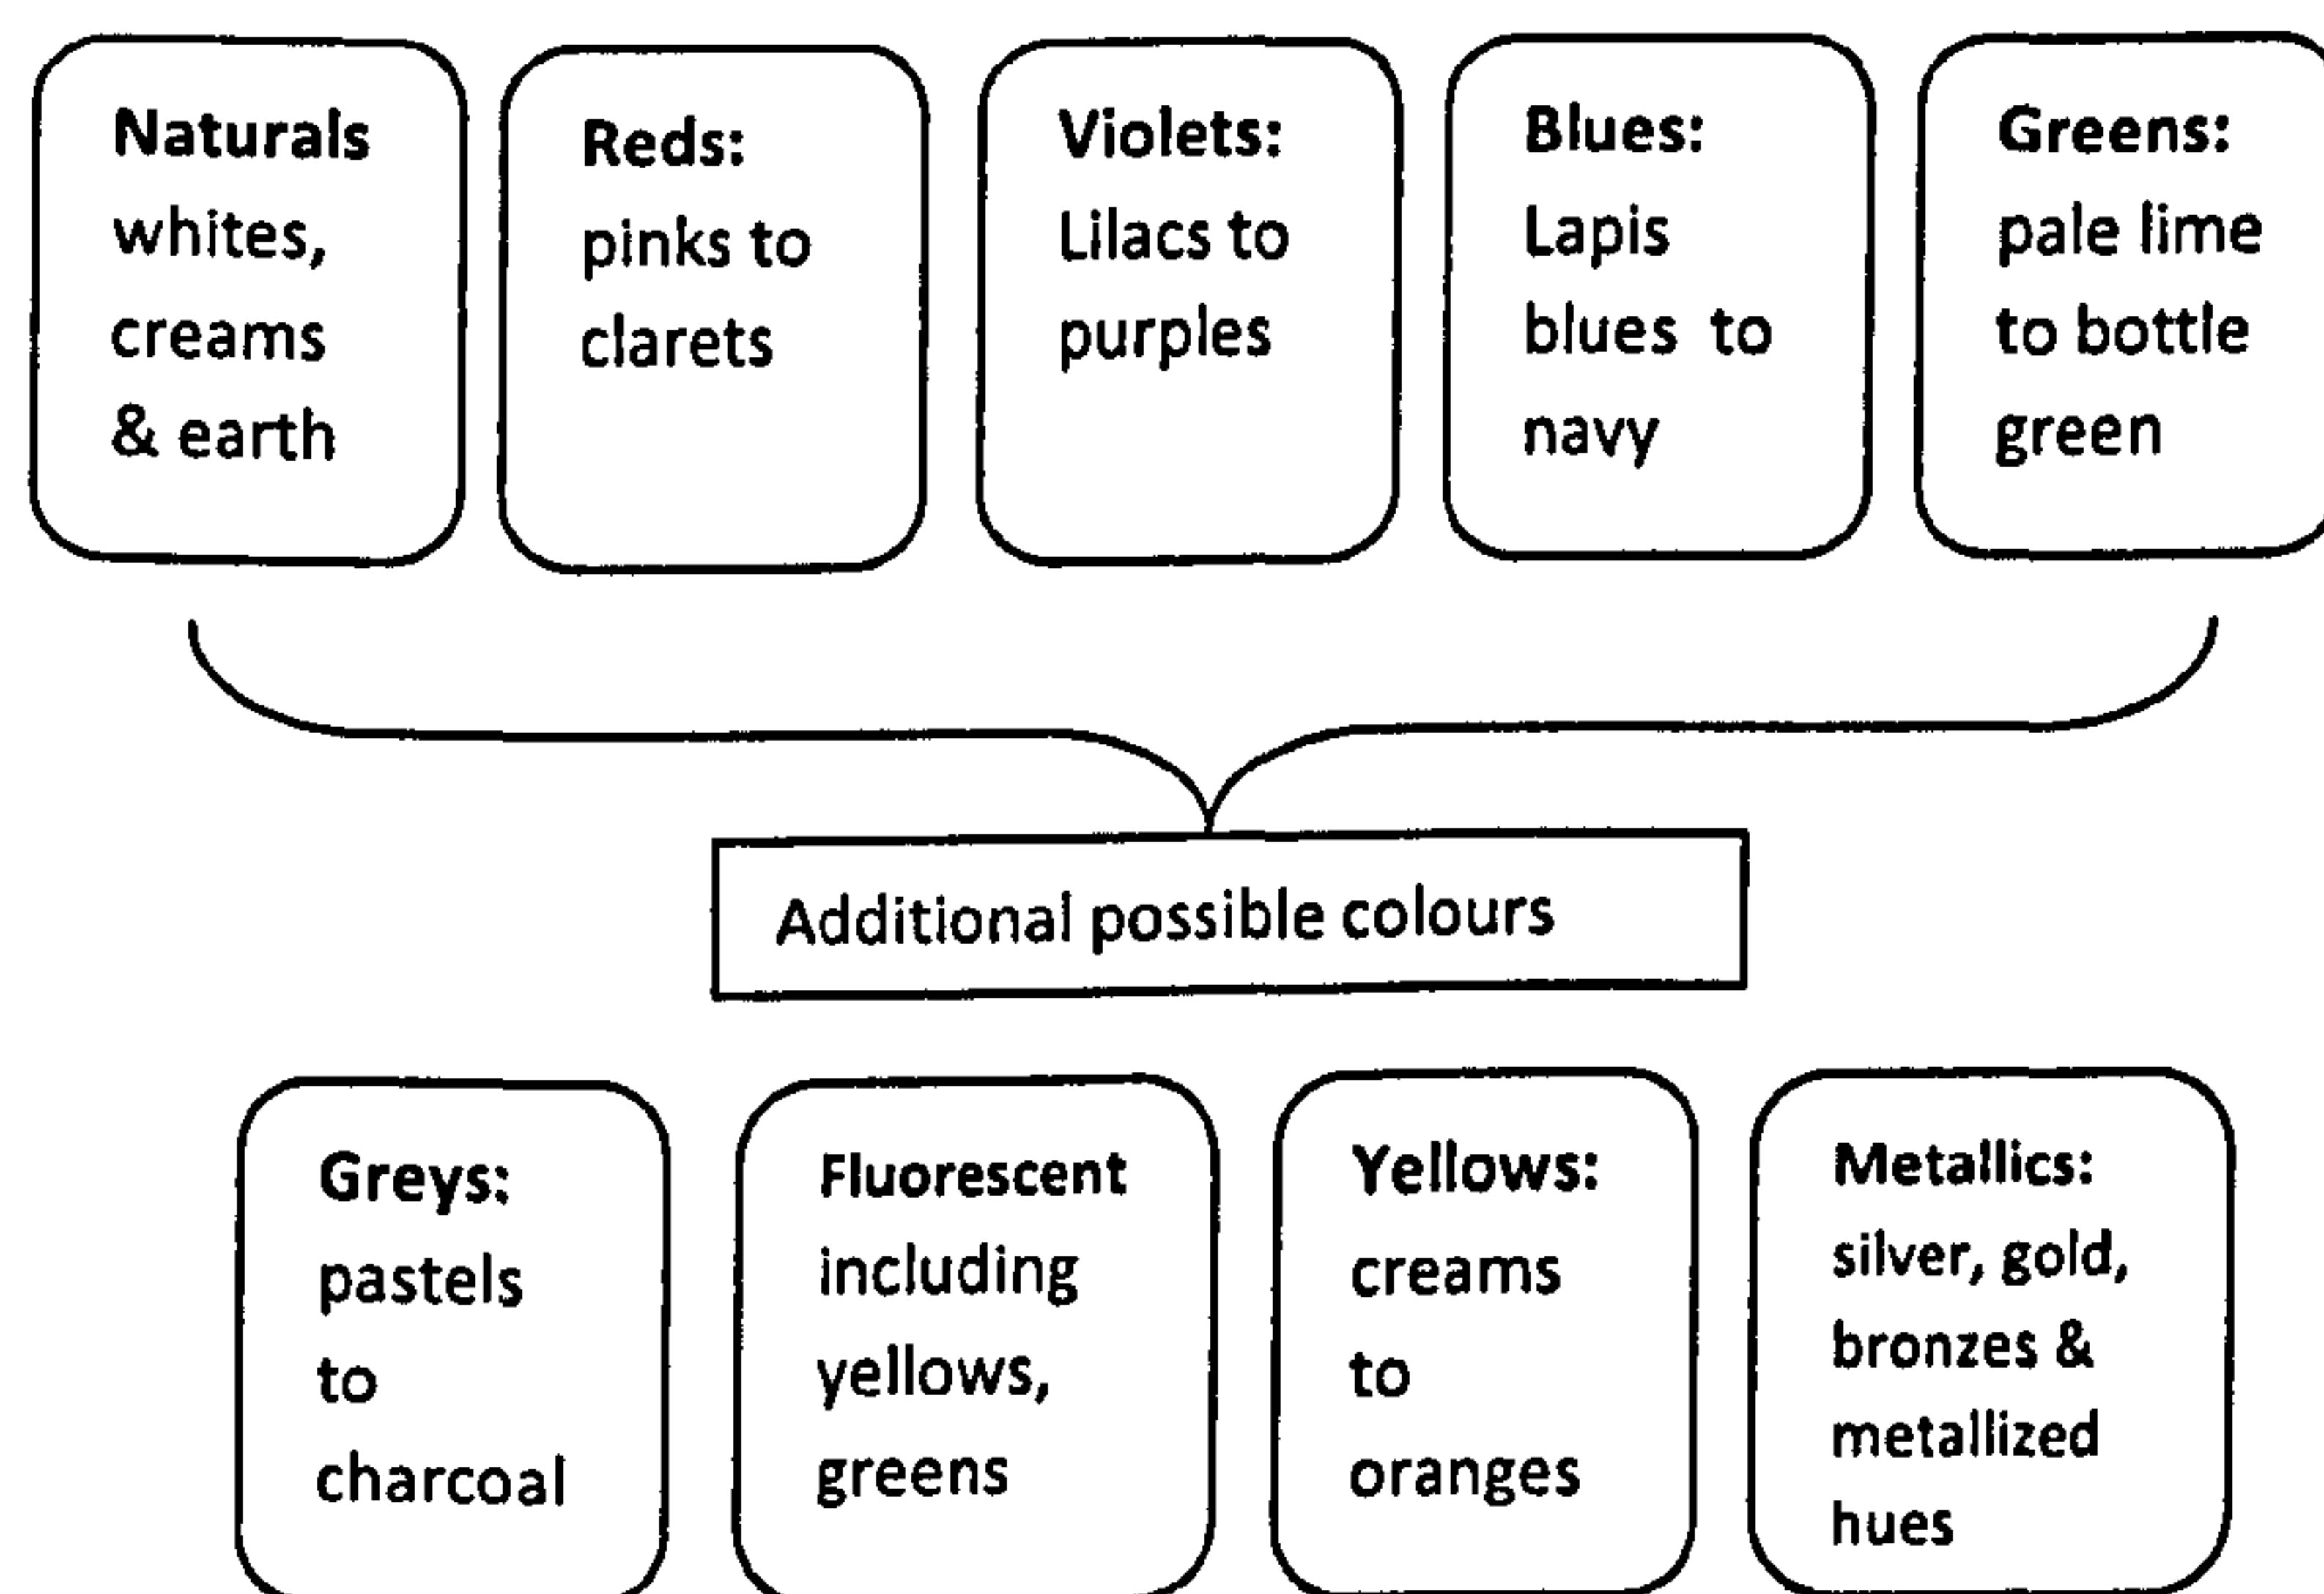 Naturals
whites,
creams
& earth
Reds:
pinks to
clarets
Violets:
Lilacs to
purples
Blues:
Lapis
blues to
navy
Greens:
pale lime
to bottle
green
Additional possible colours
Greys:
pastels
to
charcoal
Fluorescent
including
yellows,
greens
Yellows:
creams
to
oranges
Metallics:
silver, gold,
bronzes &
metallized
hues